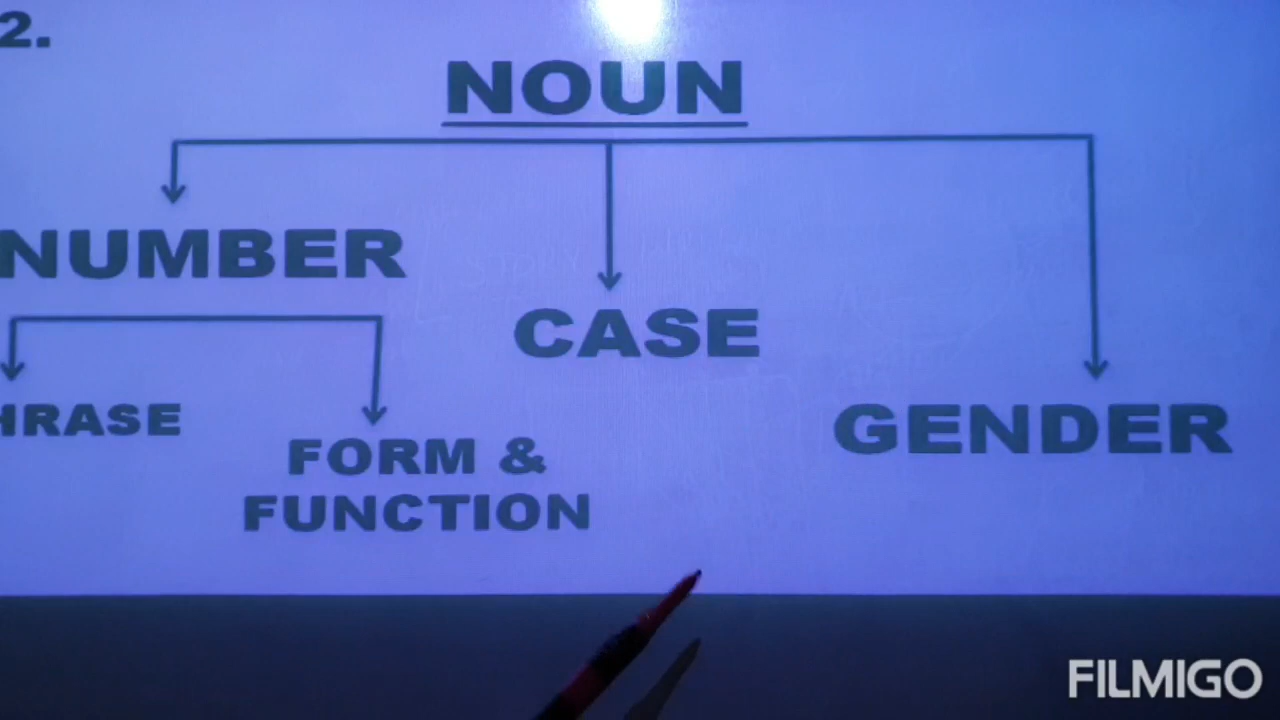 2.
NOUN
NUMBER
CASE
HRASE
GENDER
FORM &
FUNCTION
FILMIGO